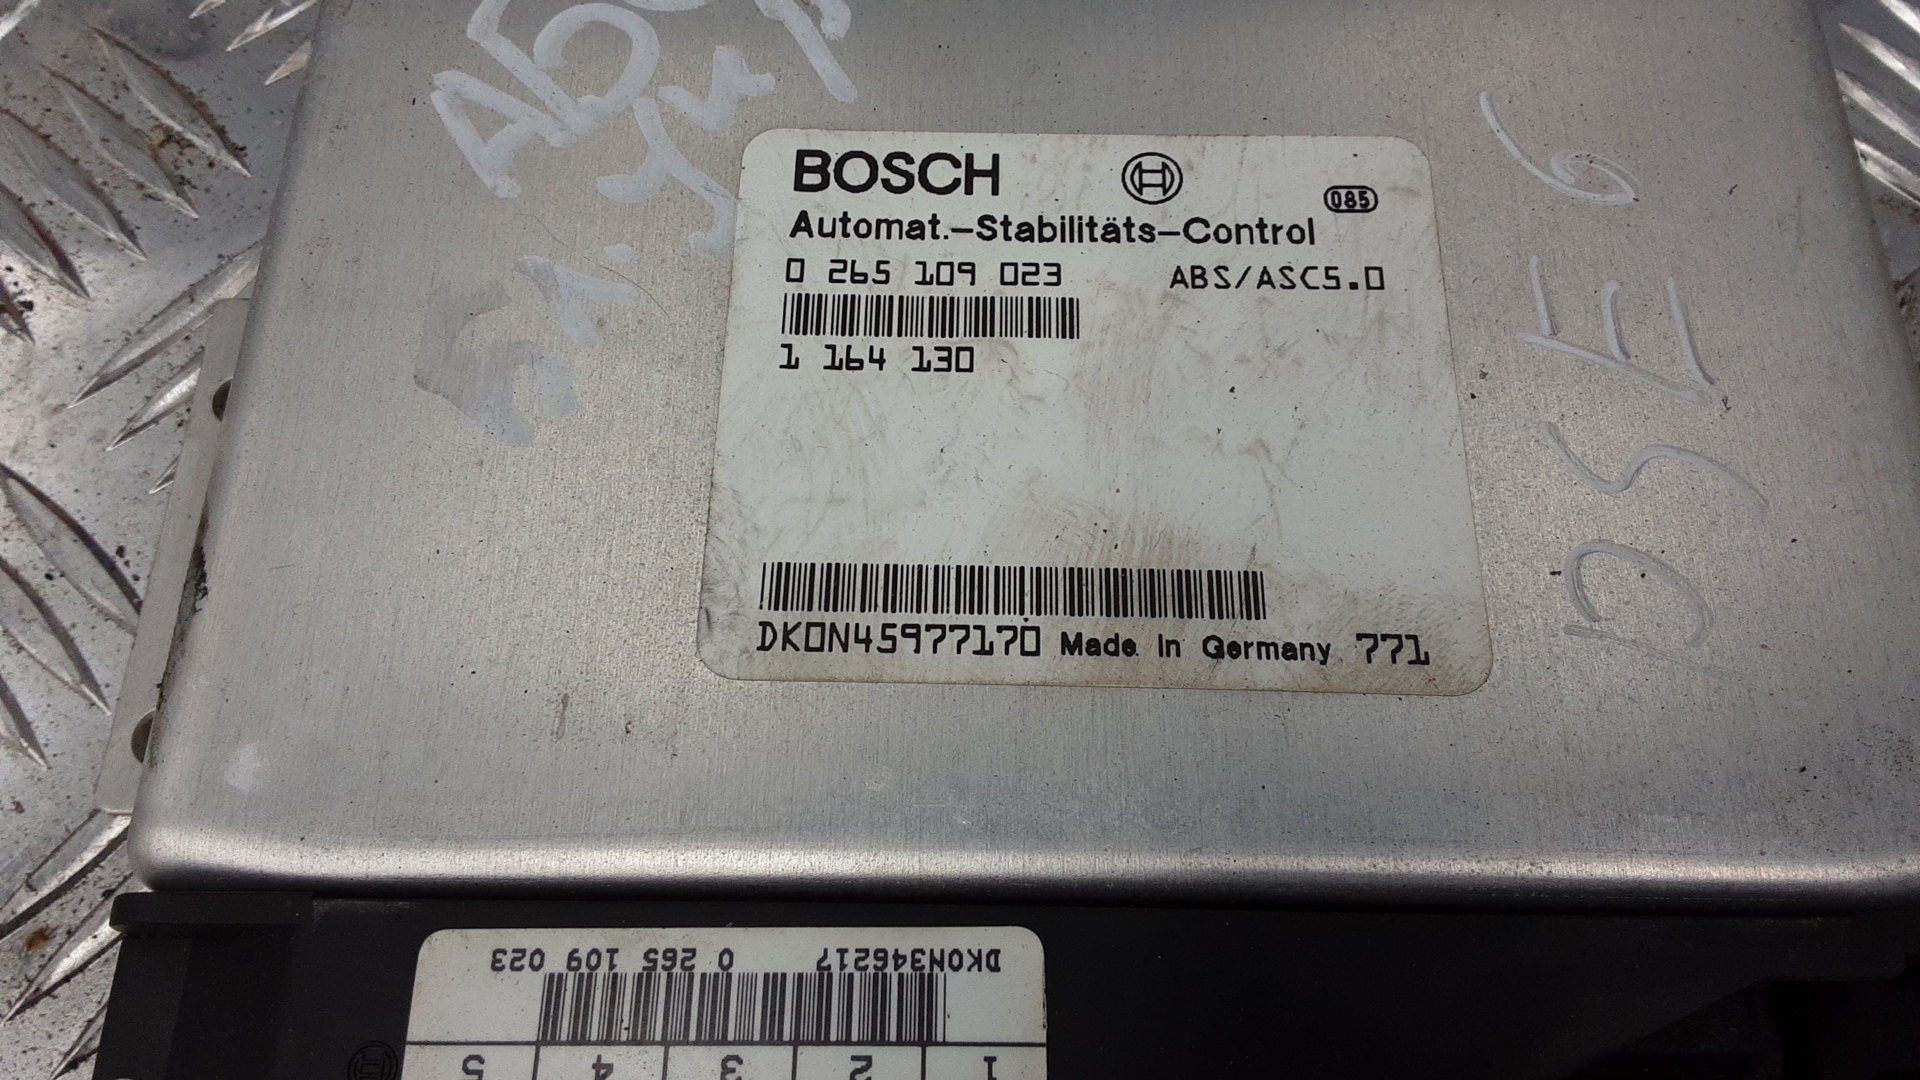 BOSCH
085
Automat.-Stabilitäts-Control
0 265 109 023 ABS/ASC5.0
1 164 130
DK0N45977170 Made In Germany 771
DK0N346217 0 265 109 023
1 2 3 4 5